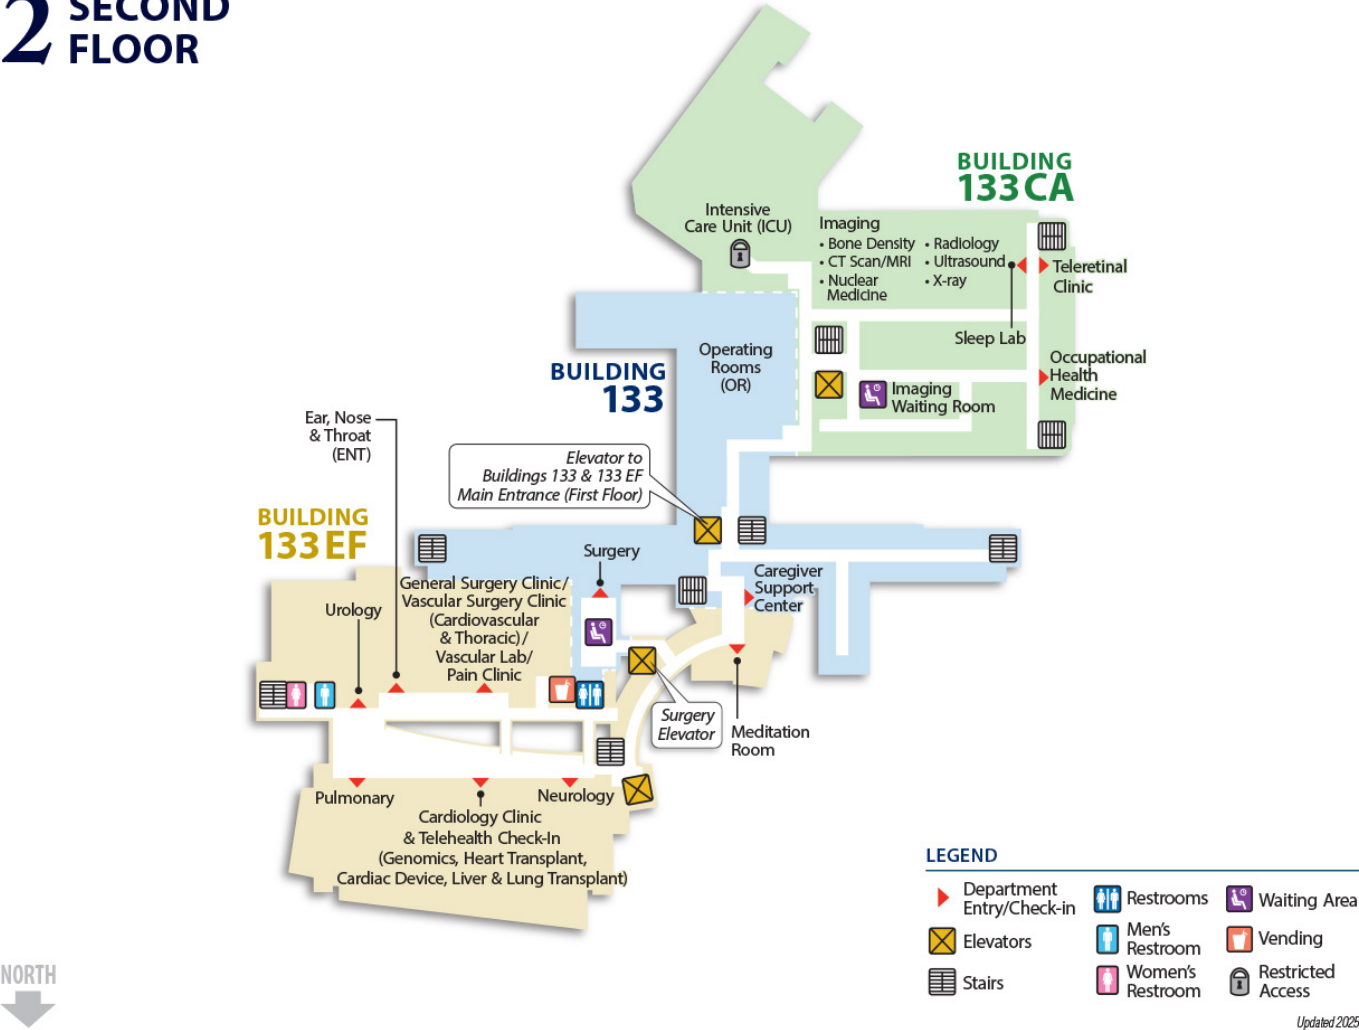 2 SECOND
FLOOR
BUILDING
133 CA
Intensive
Care Unit (ICU)
Imaging
• Bone Density
• CT Scan/MRI
• Nuclear
Medicine
• Radiology
• Ultrasound
• X-ray
Teleretinal
Clinic
Sleep Lab
Occupational
Health
Medicine
Imaging
Waiting Room
Operating
Rooms
(OR)
BUILDING
133
Ear, Nose
& Throat
(ENT)
Elevator to
Buildings 133 & 133 EF
Main Entrance (First Floor)
BUILDING
133 EF
Surgery
Caregiver
Support
Center
General Surgery Clinic/
Vascular Surgery Clinic
(Cardiovascular
& Thoracic)/
Vascular Lab/
Pain Clinic
Urology
Surgery
Elevator
Meditation
Room
Pulmonary
Neurology
Cardiology Clinic
& Telehealth Check-In
(Genomics, Heart Transplant,
Cardiac Device, Liver & Lung Transplant)
LEGEND
Department
Entry/Check-in
Elevators
Stairs
Restrooms
Men's
Restroom
Women's
Restroom
Waiting Area
Vending
Restricted
Access
NORTH
Updated 2025